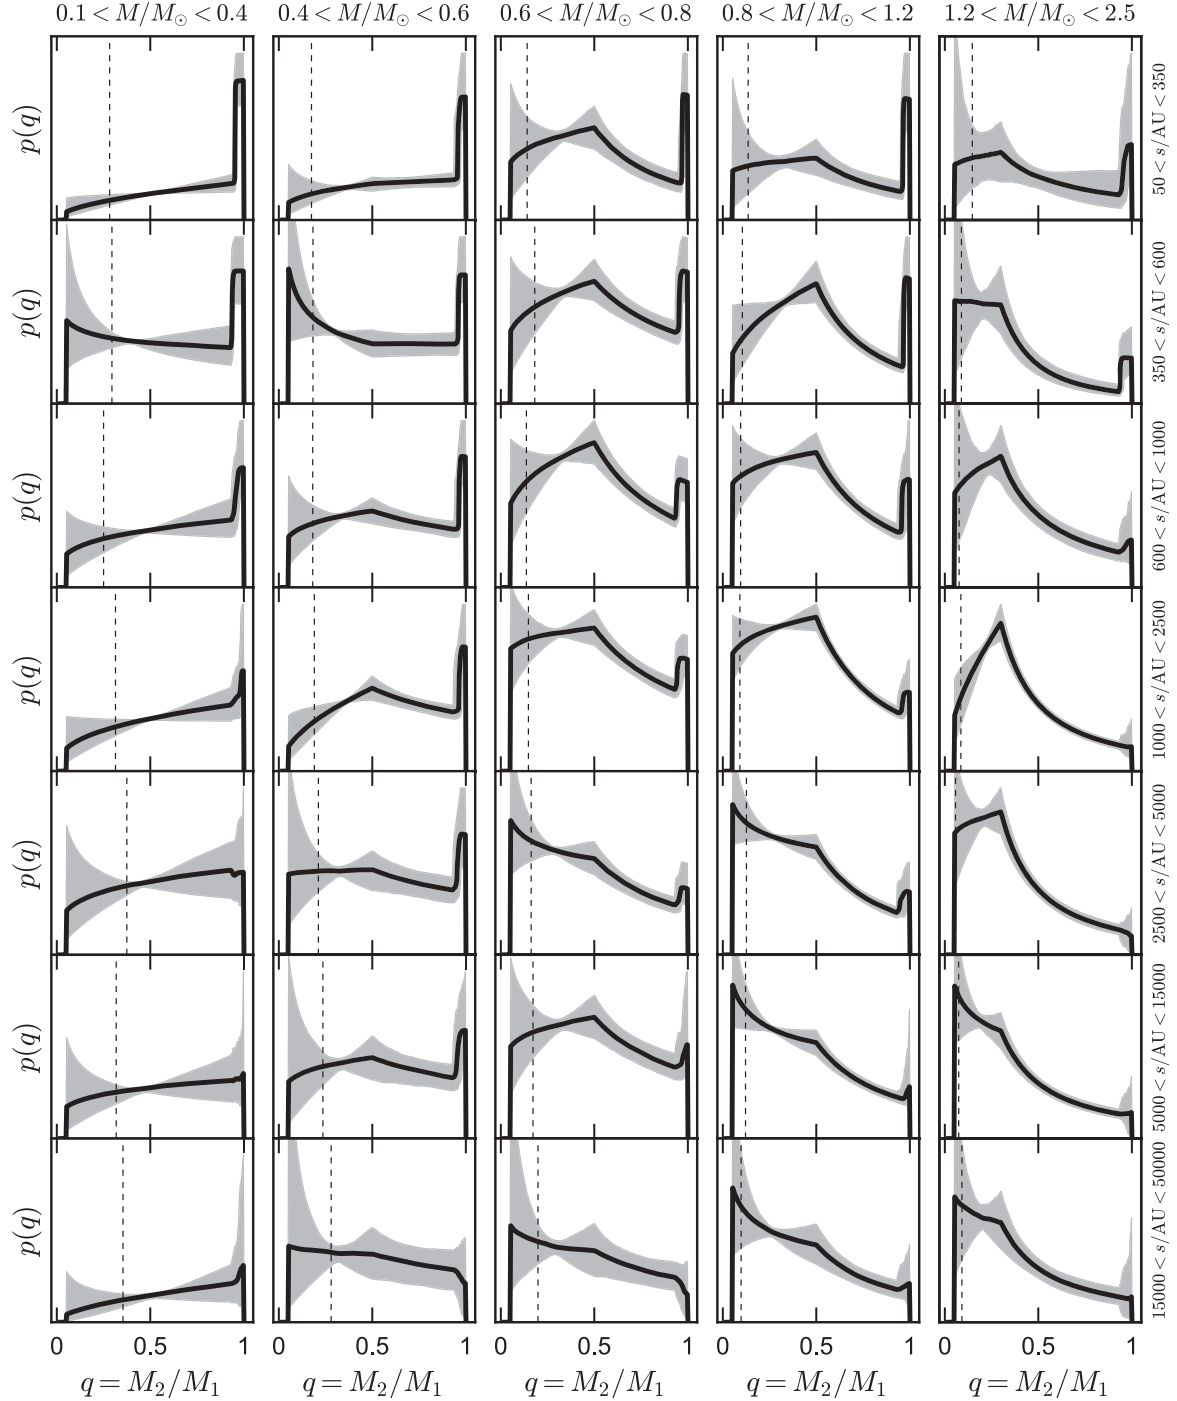 0.1 < M/M⊙ < 0.4
0.4 < M/M⊙ < 0.6
0.6 < M/M⊙ < 0.8
0.8 < M/M⊙ < 1.2
1.2 < M/M⊙ < 2.5
p(q)
50 < s/AU < 350
p(q)
350 < s/AU < 600
p(q)
600 < s/AU < 1000
p(q)
1000 < s/AU < 2500
p(q)
2500 < s/AU < 5000
p(q)
5000 < s/AU < 15000
p(q)
15000 < s/AU < 50000
0 0.5 1
0 0.5 1
0 0.5 1
0 0.5 1
0 0.5 1
q = M₂/M₁
q = M₂/M₁
q = M₂/M₁
q = M₂/M₁
q = M₂/M₁